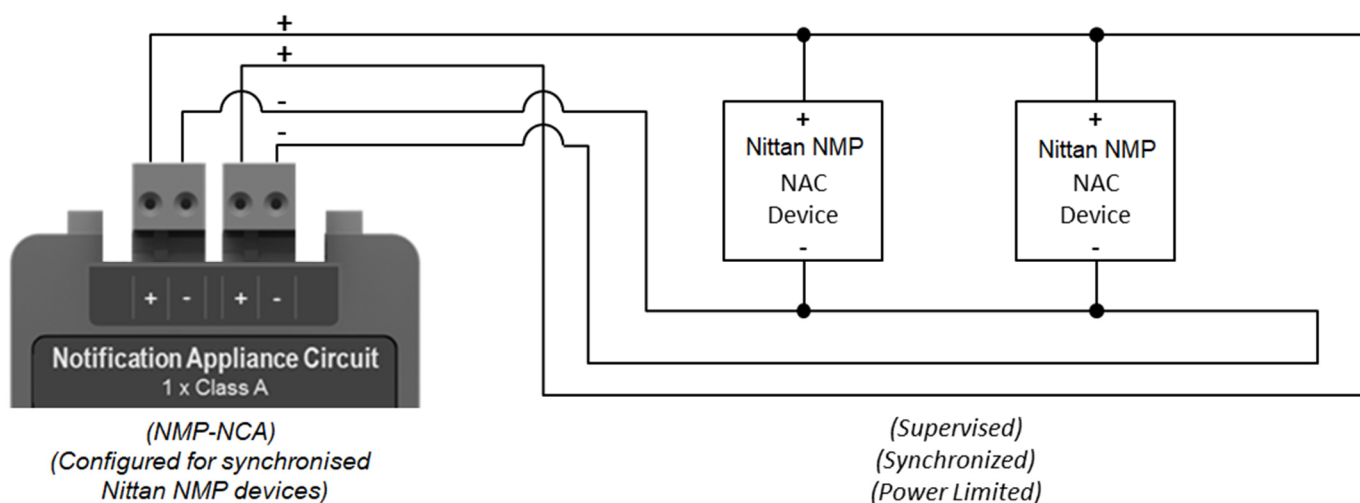 +
+
-
-
+
Nittan NMP
NAC
Device
-
+
Nittan NMP
NAC
Device
-
+ - + -
Notification Appliance Circuit
1 x Class A
(NMP-NCA)
(Configured for synchronised
Nittan NMP devices)
(Supervised)
(Synchronized)
(Power Limited)